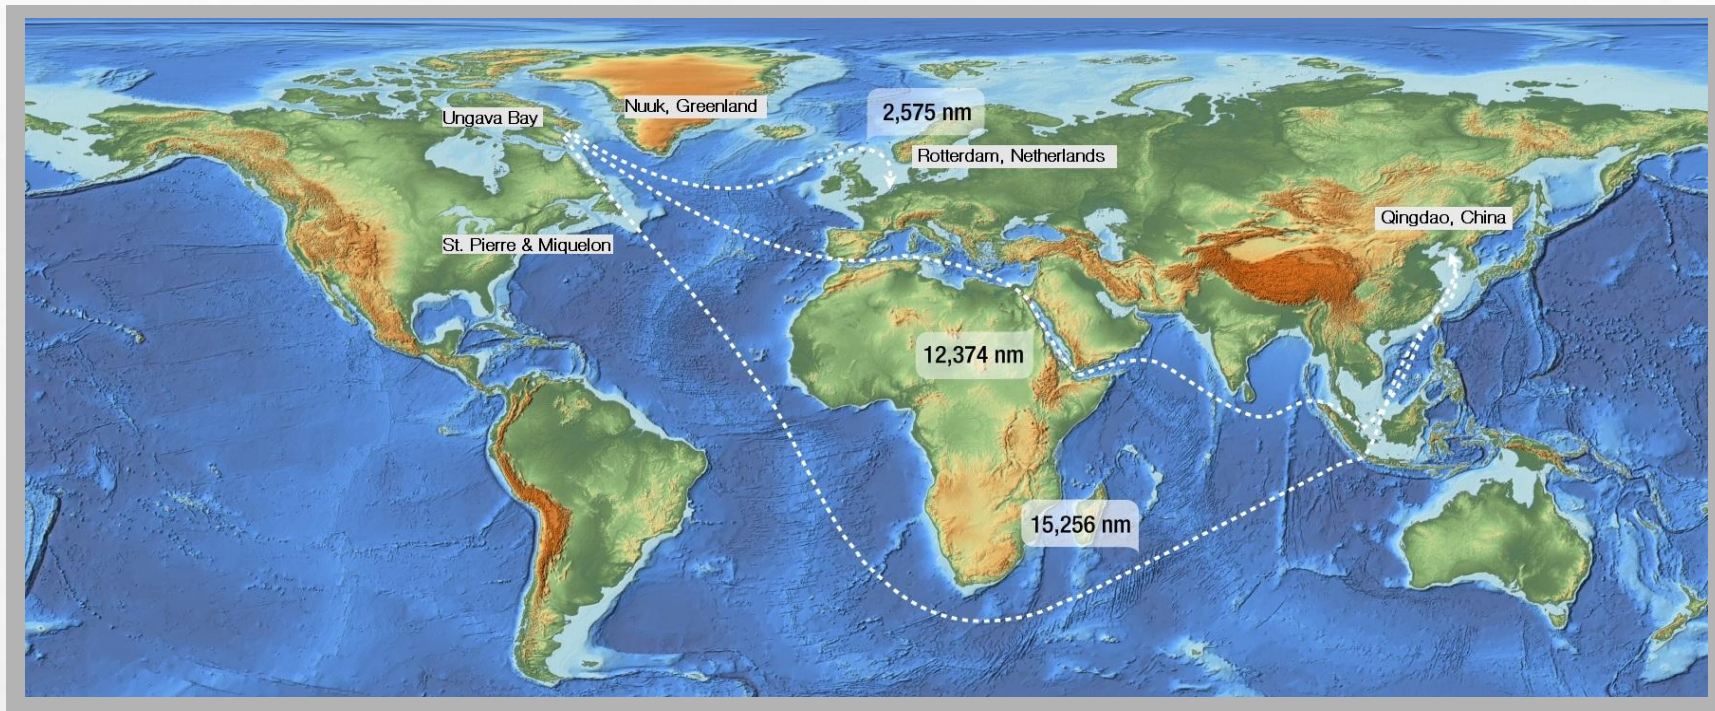 2,575 nm
Nuuk, Greenland
Ungava Bay
Rotterdam, Netherlands
Qingdao, China
St. Pierre & Miquelon
12,374 nm
15,256 nm